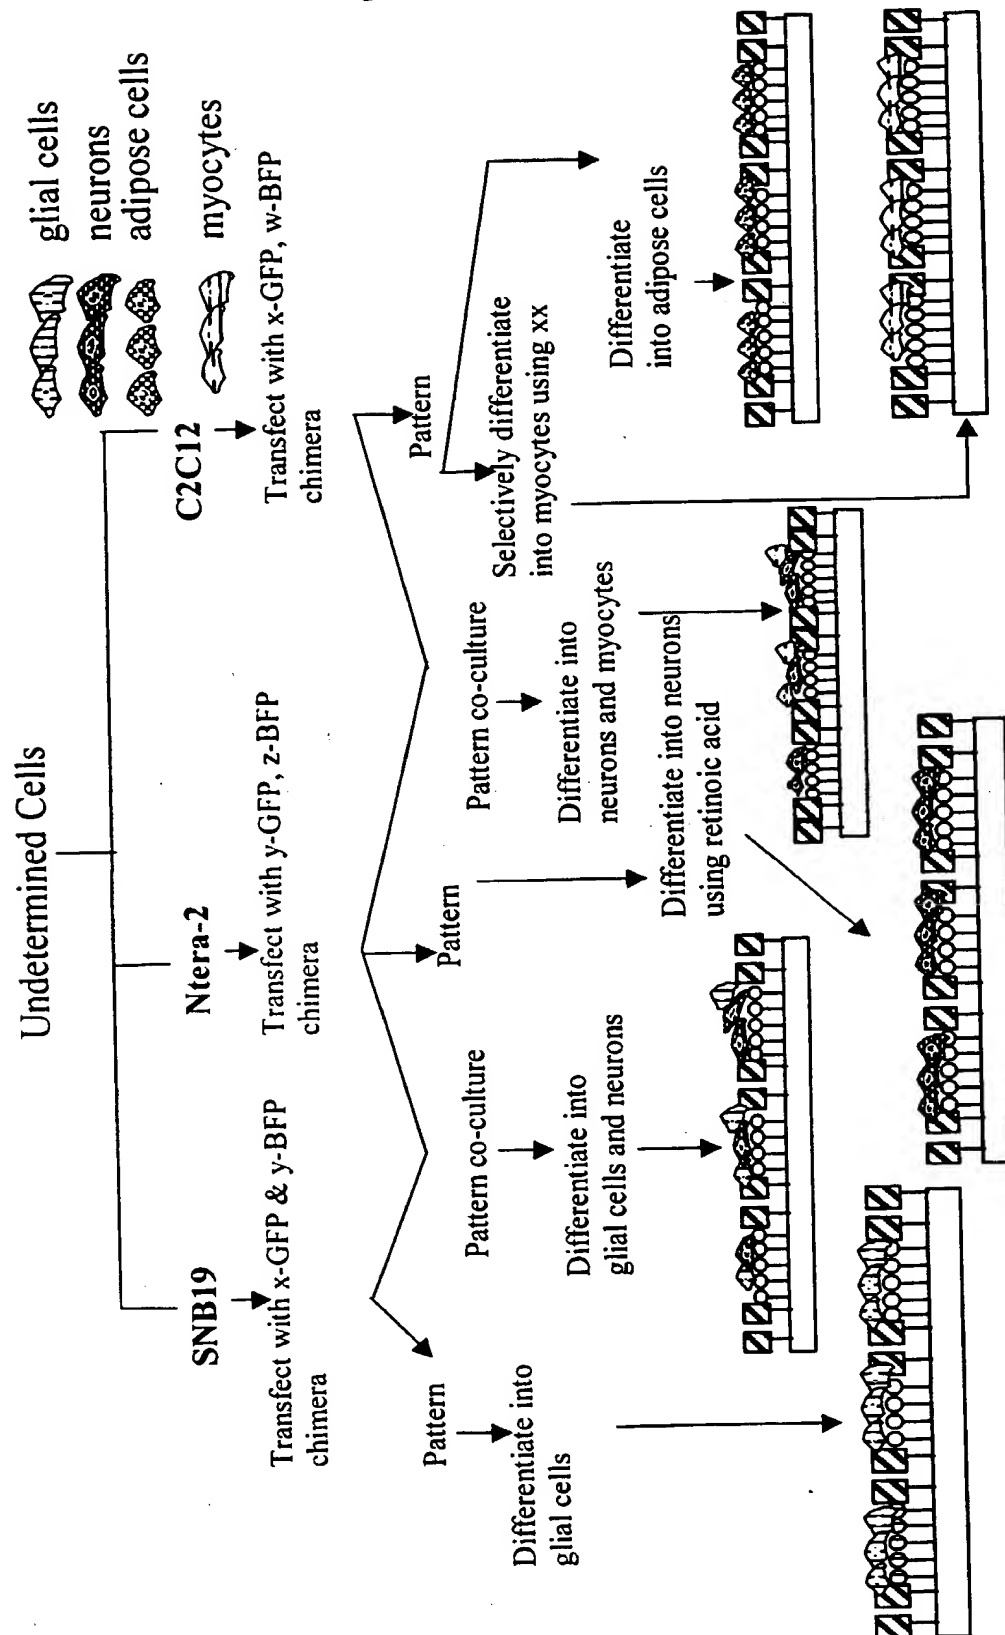 Undetermined Cells
glial cells
neurons
adipose cells
myocytes
SNB19
Transfect with x-GFP & y-BFP
chimera
Ntera-2
Transfect with y-GFP, z-BFP
chimera
C2C12
Transfect with x-GFP, w-BFP
chimera
Pattern
Differentiate into
glial cells
Pattern co-culture
Differentiate into
glial cells and neurons
Pattern
Differentiate into neurons
using retinoic acid
Pattern co-culture
Differentiate into
neurons and myocytes
Pattern
Selectively differentiate
into myocytes using xx
Differentiate
into adipose cells